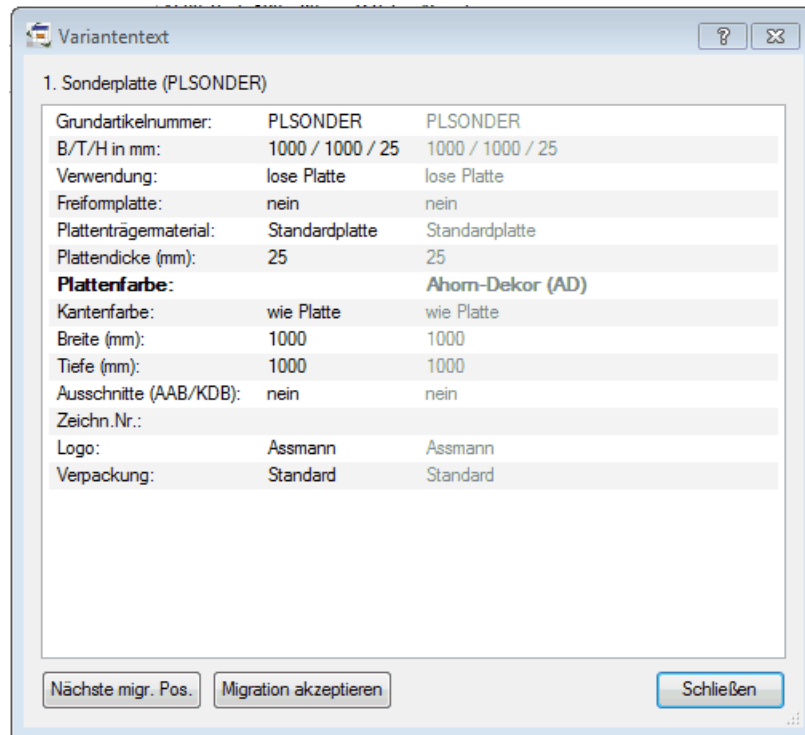 Variantentext
1. Sonderplatte (PLSONDER)
Grundartikelnummer: PLSONDER PLSONDER
B/T/H in mm: 1000 / 1000 / 25 1000 / 1000 / 25
Verwendung: lose Platte lose Platte
Freiformplatte: nein nein
Plattenträgermaterial: Standardplatte Standardplatte
Plattendicke (mm): 25 25
Plattenfarbe: Ahorn-Dekor (AD)
Kantenfarbe: wie Platte wie Platte
Breite (mm): 1000 1000
Tiefe (mm): 1000 1000
Ausschnitte (AAB/KDB): nein nein
Zeichn.Nr.:
Logo: Assmann Assmann
Verpackung: Standard Standard
Nächste migr. Pos. Migration akzeptieren Schließen